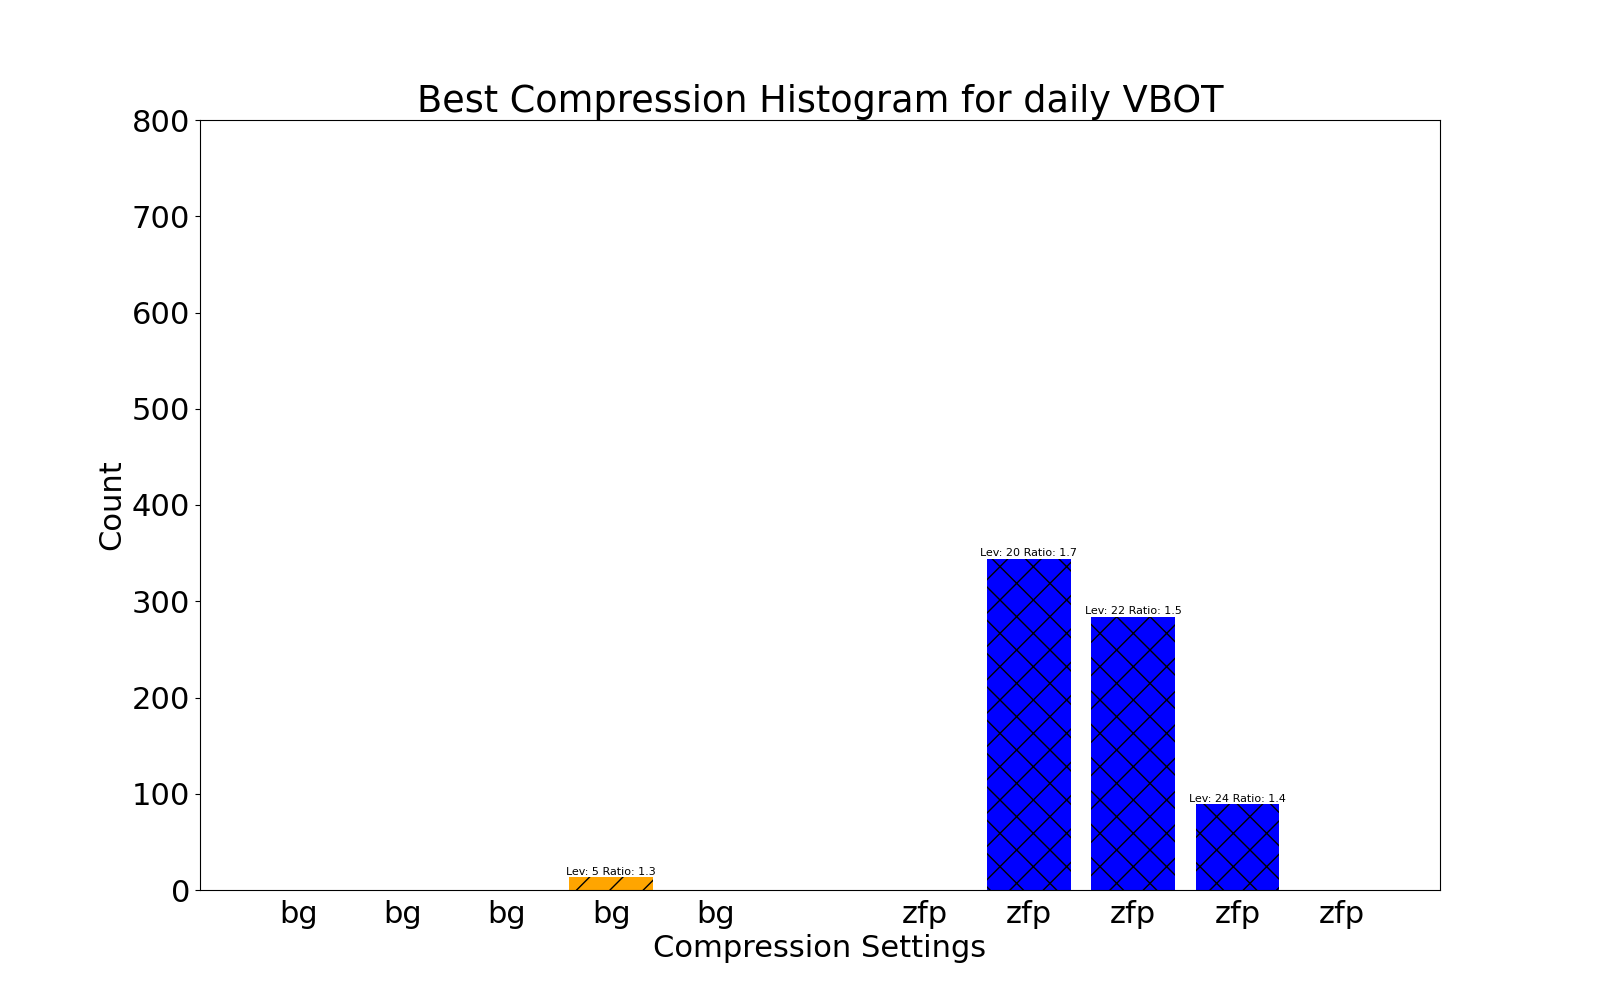 Best Compression Histogram for daily VBOT
800
700
600
500
400
300
200
100
0
Count
Lev: 5 Ratio: 1.3
Lev: 20 Ratio: 1.7
Lev: 22 Ratio: 1.5
Lev: 24 Ratio: 1.4
bg bg bg bg bg zfp zfp zfp zfp zfp
Compression Settings